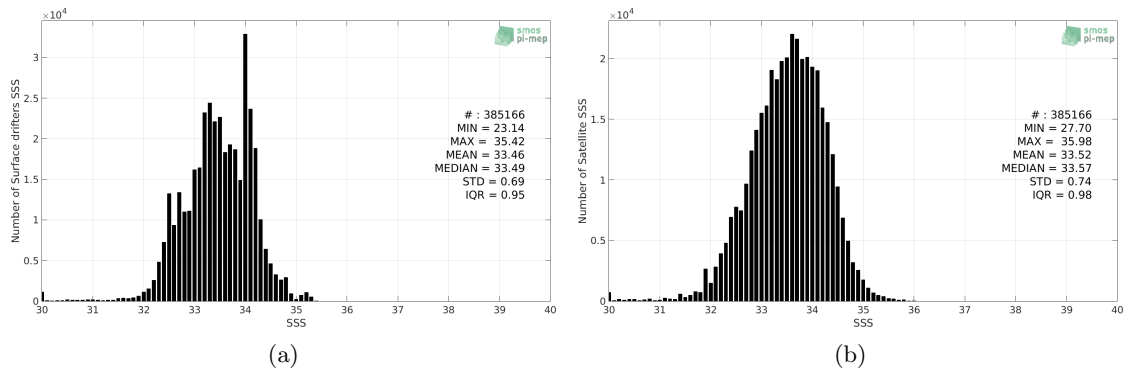 ×10⁴
Number of Surface drifters SSS
3
2.5
2
1.5
1
0.5
0
30 31 32 33 34 35 36 37 38 39 40
SSS
smos
pi-mep
# : 385166
MIN = 23.14
MAX = 35.42
MEAN = 33.46
MEDIAN = 33.49
STD = 0.69
IQR = 0.95
(a)
×10⁴
Number of Satellite SSS
2
1.5
1
0.5
0
30 31 32 33 34 35 36 37 38 39 40
SSS
smos
pi-mep
# : 385166
MIN = 27.70
MAX = 35.98
MEAN = 33.52
MEDIAN = 33.57
STD = 0.74
IQR = 0.98
(b)